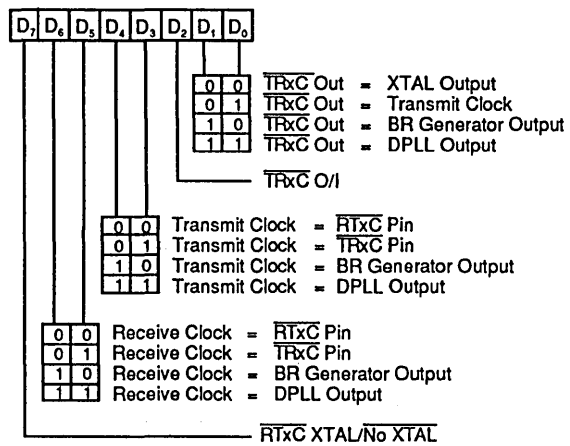 D7 D6 D5 D4 D3 D2 D1 D0
0 0 TRxC Out = XTAL Output
0 1 TRxC Out = Transmit Clock
1 0 TRxC Out = BR Generator Output
1 1 TRxC Out = DPLL Output
TRxC O/I
0 0 Transmit Clock = RTxC Pin
0 1 Transmit Clock = TRxC Pin
1 0 Transmit Clock = BR Generator Output
1 1 Transmit Clock = DPLL Output
0 0 Receive Clock = RTxC Pin
0 1 Receive Clock = TRxC Pin
1 0 Receive Clock = BR Generator Output
1 1 Receive Clock = DPLL Output
RTxC XTAL/No XTAL